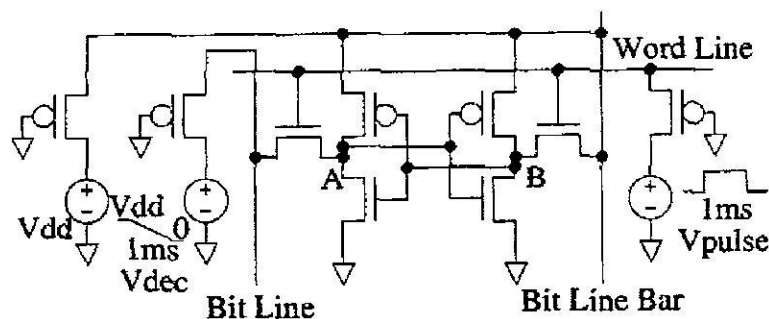 Word Line
A
B
+
-
Vdd
Vdd 0
1ms
Vdec
+
-
+
-
1ms
Vpulse
Bit Line
Bit Line Bar